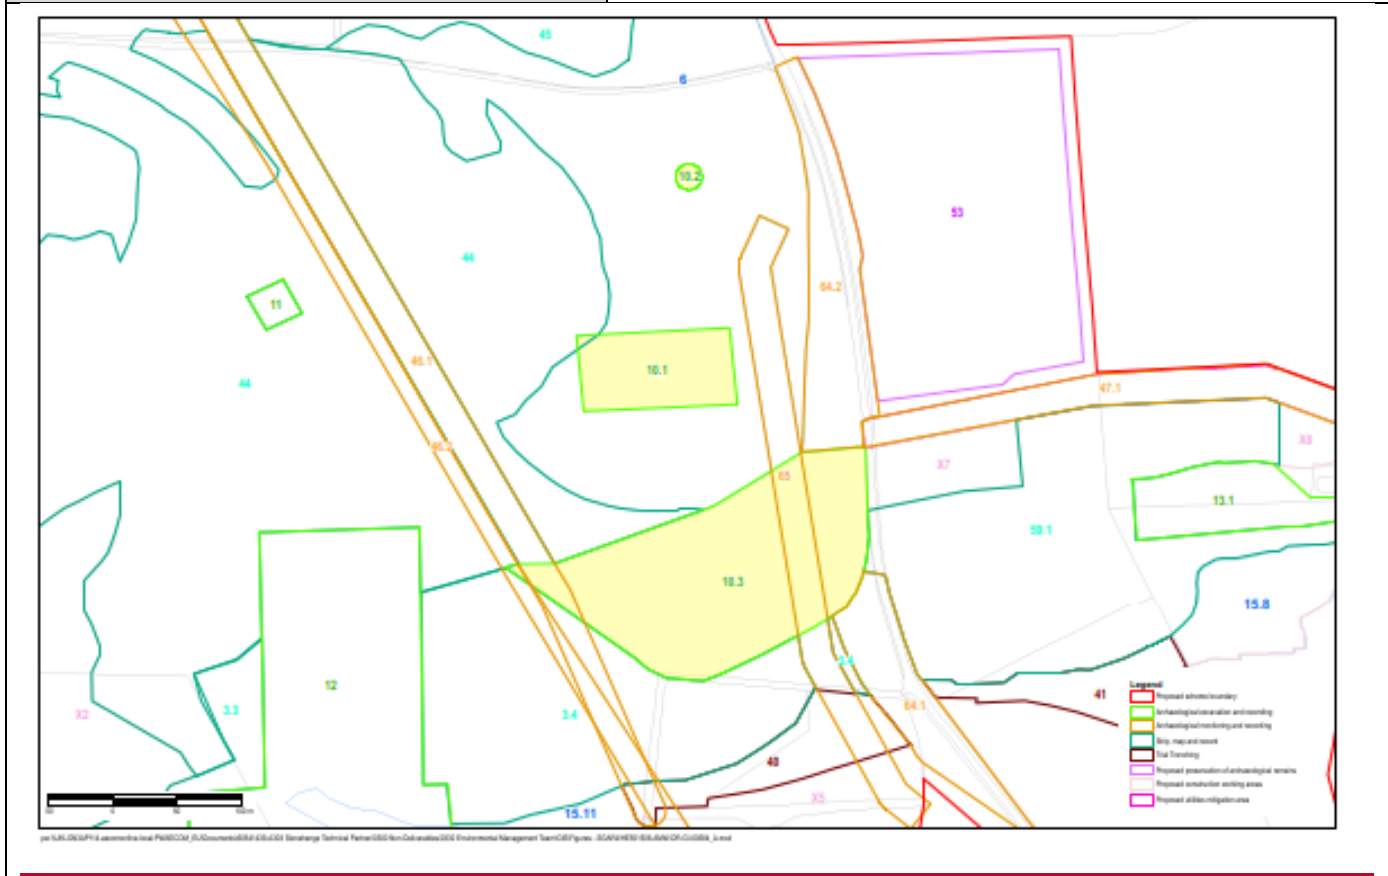 45
6
10.2
53
44
11
64.2
46.1
10.1
44
47.1
46.2
X8
X7
65
13.1
59.1
10.3
15.8
3.4
12
41
Legend
Proposed scheme boundary
3.3
3.4
64.1
X2
Archaeological excavation and recording
Archaeological monitoring and recording
Strip, map and record
Trial Trenching
40
Proposed preservation of archaeological remains
Proposed construction working areas
X5
Proposed utilities mitigation area
15.11